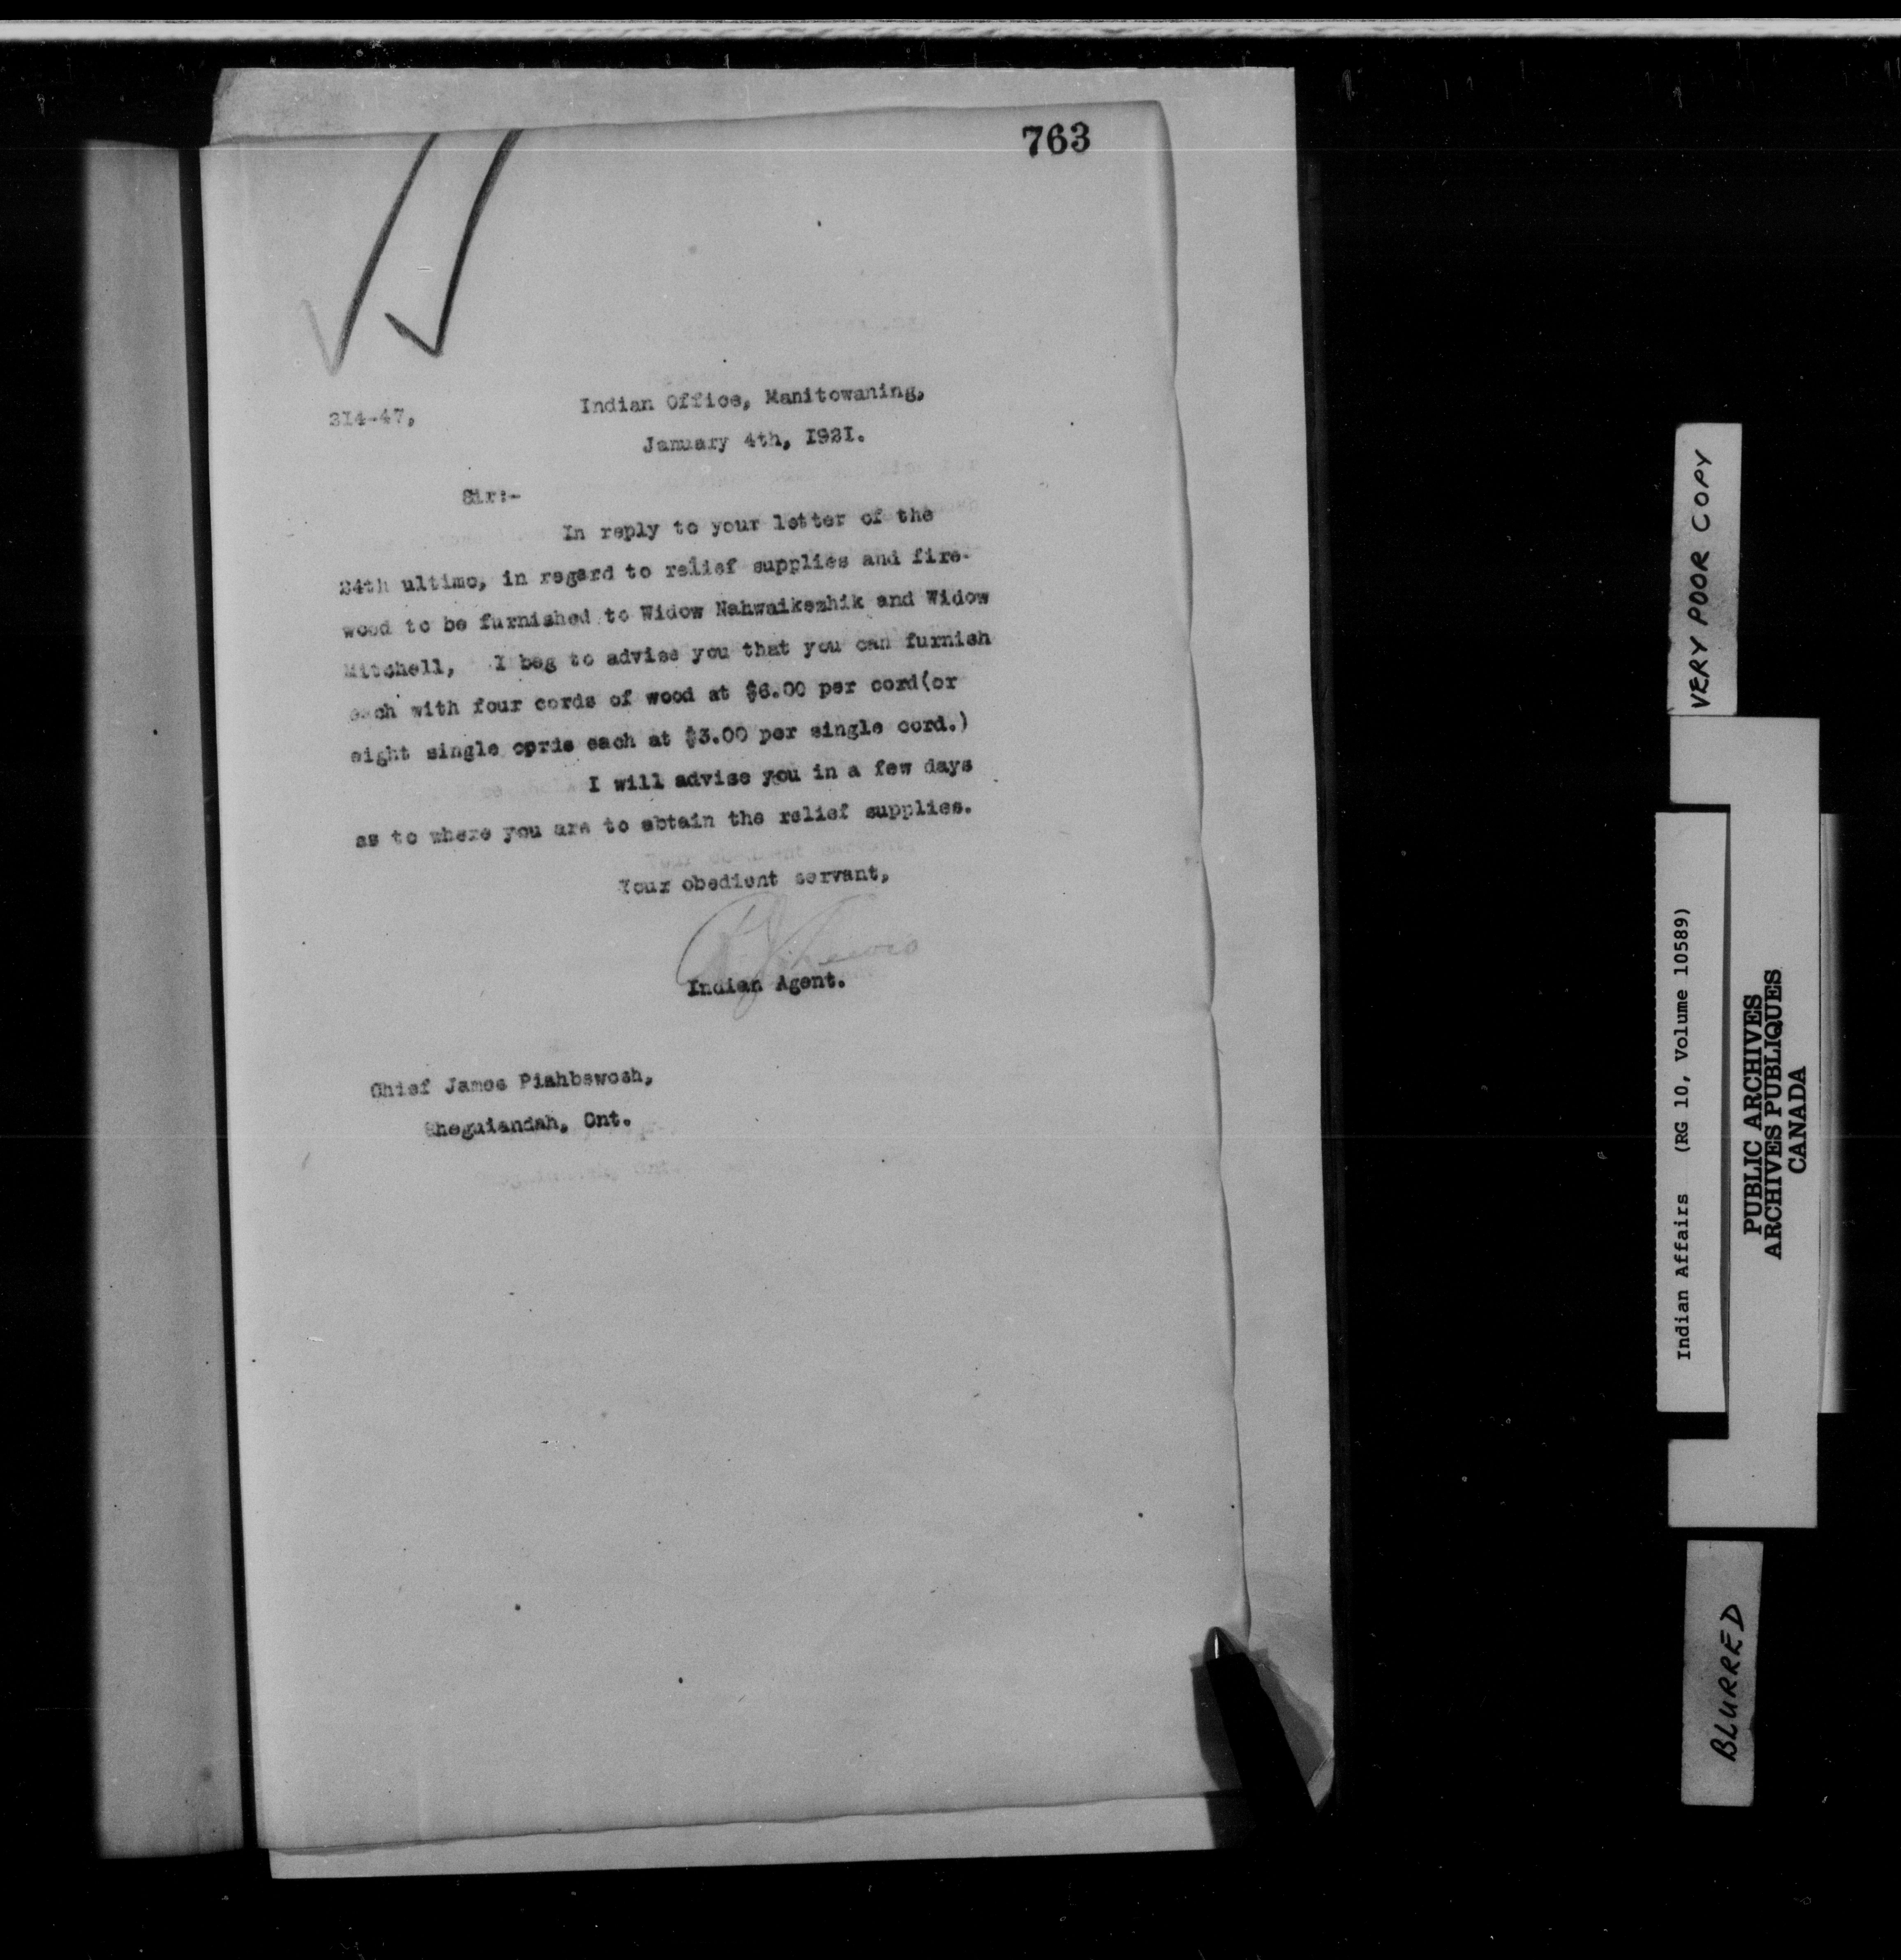 763
314-47,
Indian Office, Manitowaning,
January 4th, 1921.
Sir:-
In reply to your letter of the
24th ultimo, in regard to relief supplies and fire-
wood to be furnished to Widow Nahwaikezhik and Widow
Mitchell, I beg to advise you that you can furnish
each with four cords of wood at $6.00 per cord(or
eight single cords each at $3.00 per single cord.)
I will advise you in a few days
as to where you are to obtain the relief supplies.
Your obedient servant,
Lewis
Indian Agent.
Chief James Piahbewosh,
Sheguiandah, Ont.
VERY POOR COPY
Indian Affairs (RG 10, Volume 10589)
PUBLIC ARCHIVES
ARCHIVES PUBLIQUES
CANADA
BLURRED